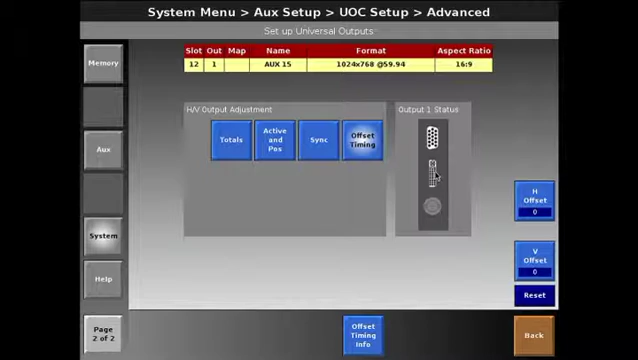 System Menu > Aux Setup > UOC Setup > Advanced
Set up Universal Outputs
Slot Out Map Name Format Aspect Ratio
12 1 AUX 15 1024x768 @59.94 16:9
Memory
H/V Output Adjustment
Output 1 Status
Totals
Active
and
Pos
Sync
Offset
Timing
Aux
H
Offset
0
System
V
Offset
0
Help
Reset
Page
2 of 2
Offset
Timing
Info
Back